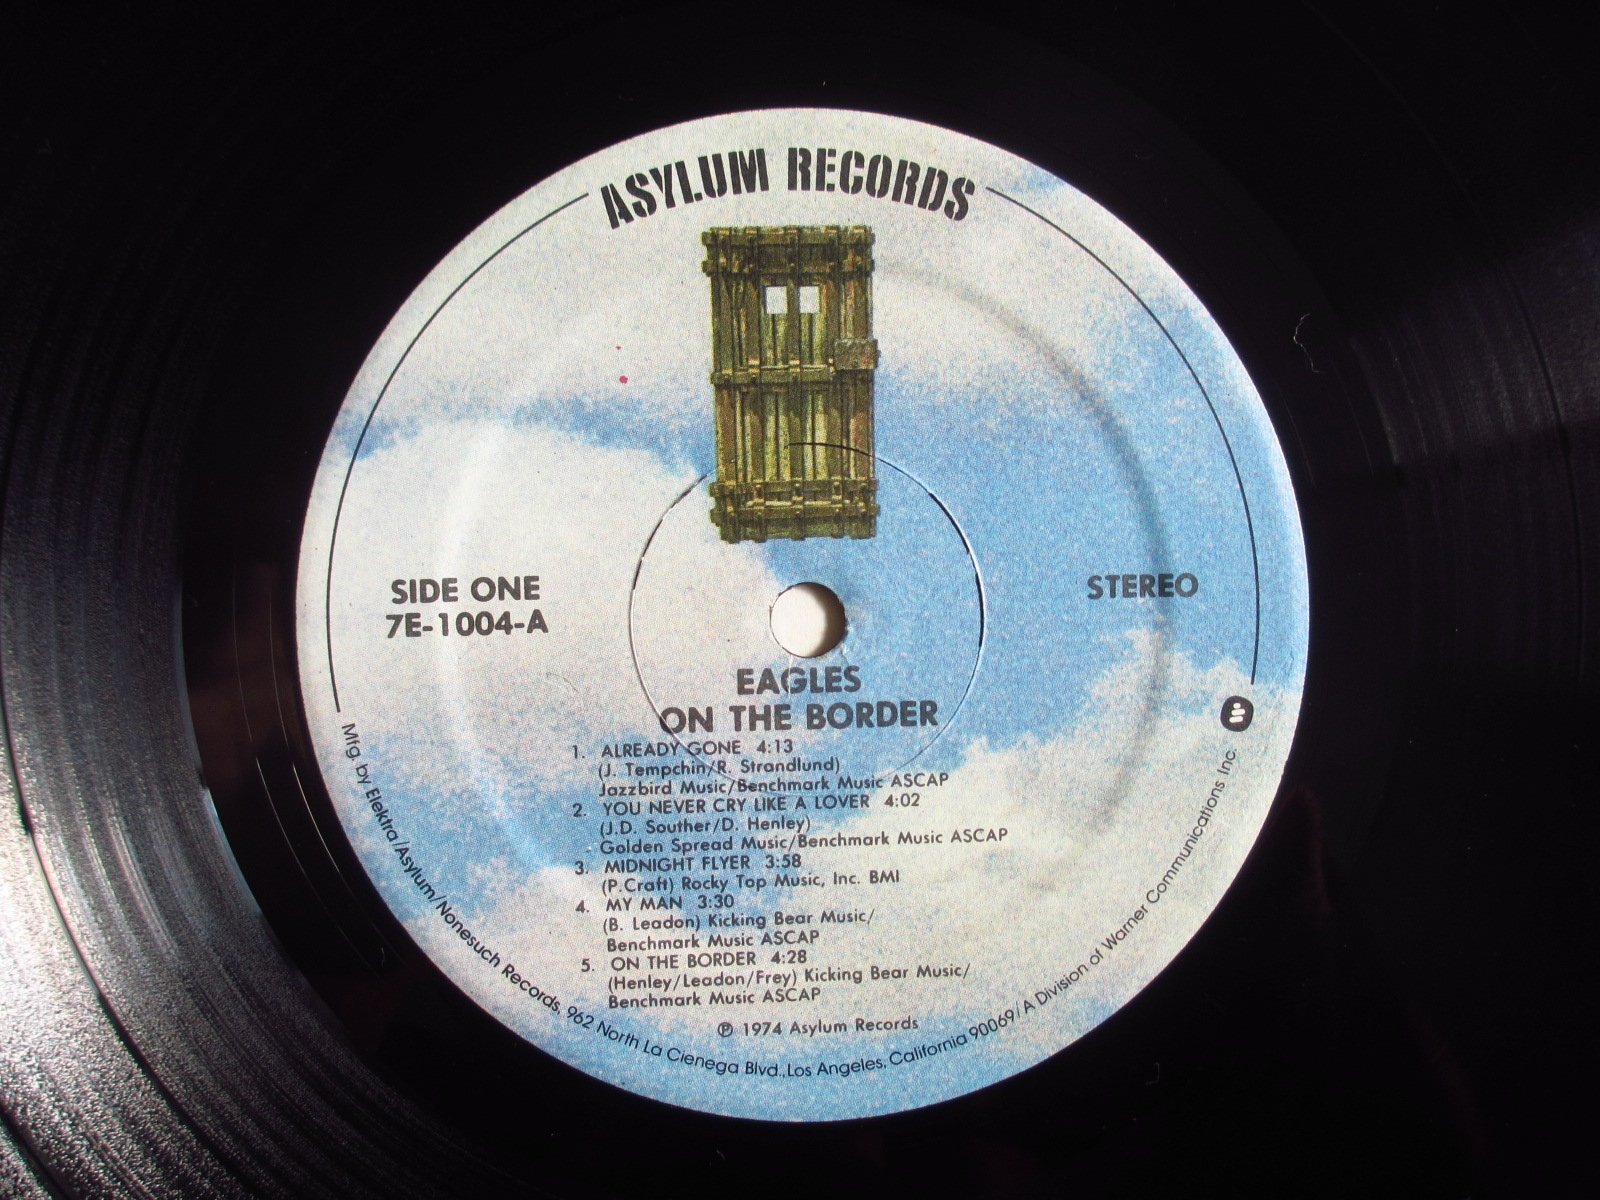 ASYLUM RECORDS
SIDE ONE
7E-1004-A
STEREO
EAGLES
ON THE BORDER
1. ALREADY GONE 4:13
(J. Tempchin/R. Strandlund)
Jazzbird Music/Benchmark Music ASCAP
2. YOU NEVER CRY LIKE A LOVER 4:02
(J.D. Souther/D. Henley)
Golden Spread Music/Benchmark Music ASCAP
3. MIDNIGHT FLYER 3:58
(P.Craft) Rocky Top Music, Inc. BMI
4. MY MAN 3:30
(B. Leadon) Kicking Bear Music/
Benchmark Music ASCAP
5. ON THE BORDER 4:28
(Henley/Leadon/Frey) Kicking Bear Music/
Benchmark Music ASCAP
℗ 1974 Asylum Records
Mfg. by Elektra/Asylum/Nonesuch Records, 962 North La Cienega Blvd., Los Angeles, California 90069/A Division of Warner Communications Inc.